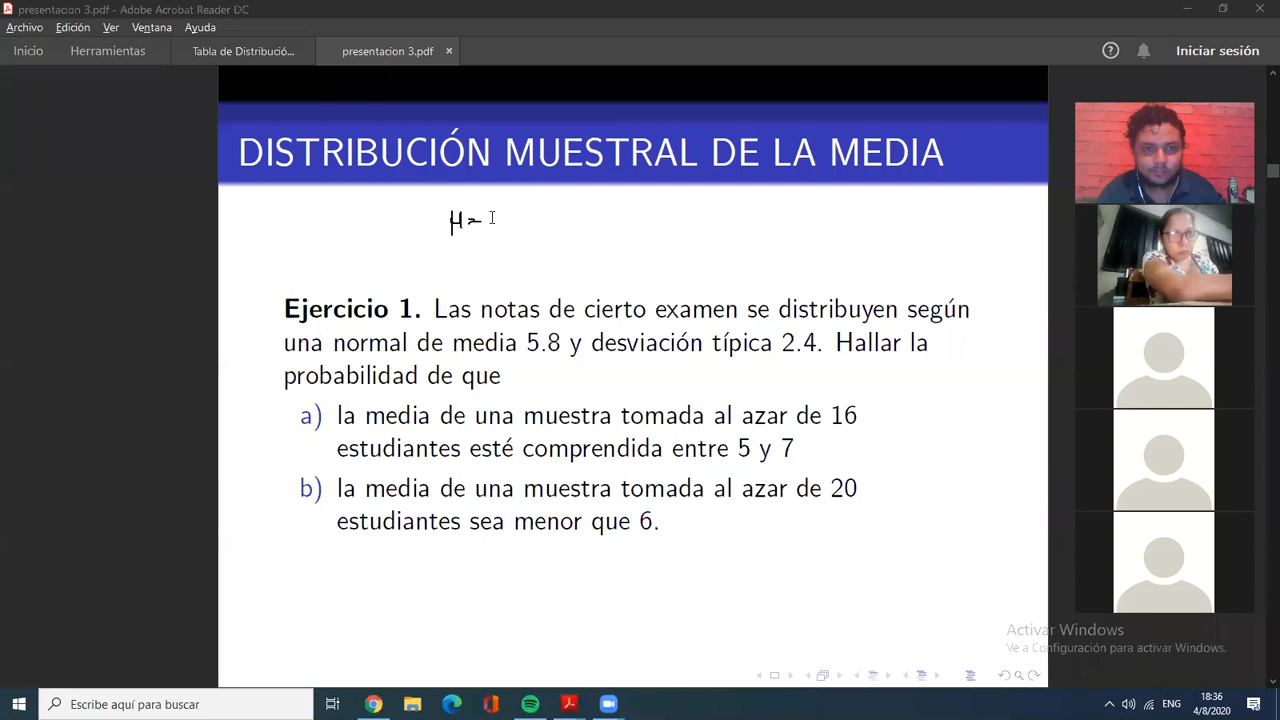 presentacion 3.pdf - Adobe Acrobat Reader DC
Archivo Edición Ver Ventana Ayuda
Inicio Herramientas Tabla de Distribució... presentacion 3.pdf × Iniciar sesión
DISTRIBUCIÓN MUESTRAL DE LA MEDIA
μ=
Ejercicio 1. Las notas de cierto examen se distribuyen según
una normal de media 5.8 y desviación típica 2.4. Hallar la
probabilidad de que
a) la media de una muestra tomada al azar de 16
estudiantes esté comprendida entre 5 y 7
b) la media de una muestra tomada al azar de 20
estudiantes sea menor que 6.
Activar Windows
Ve a Configuración para activar Windows.
Escribe aquí para buscar
ENG
18:36
4/8/2020